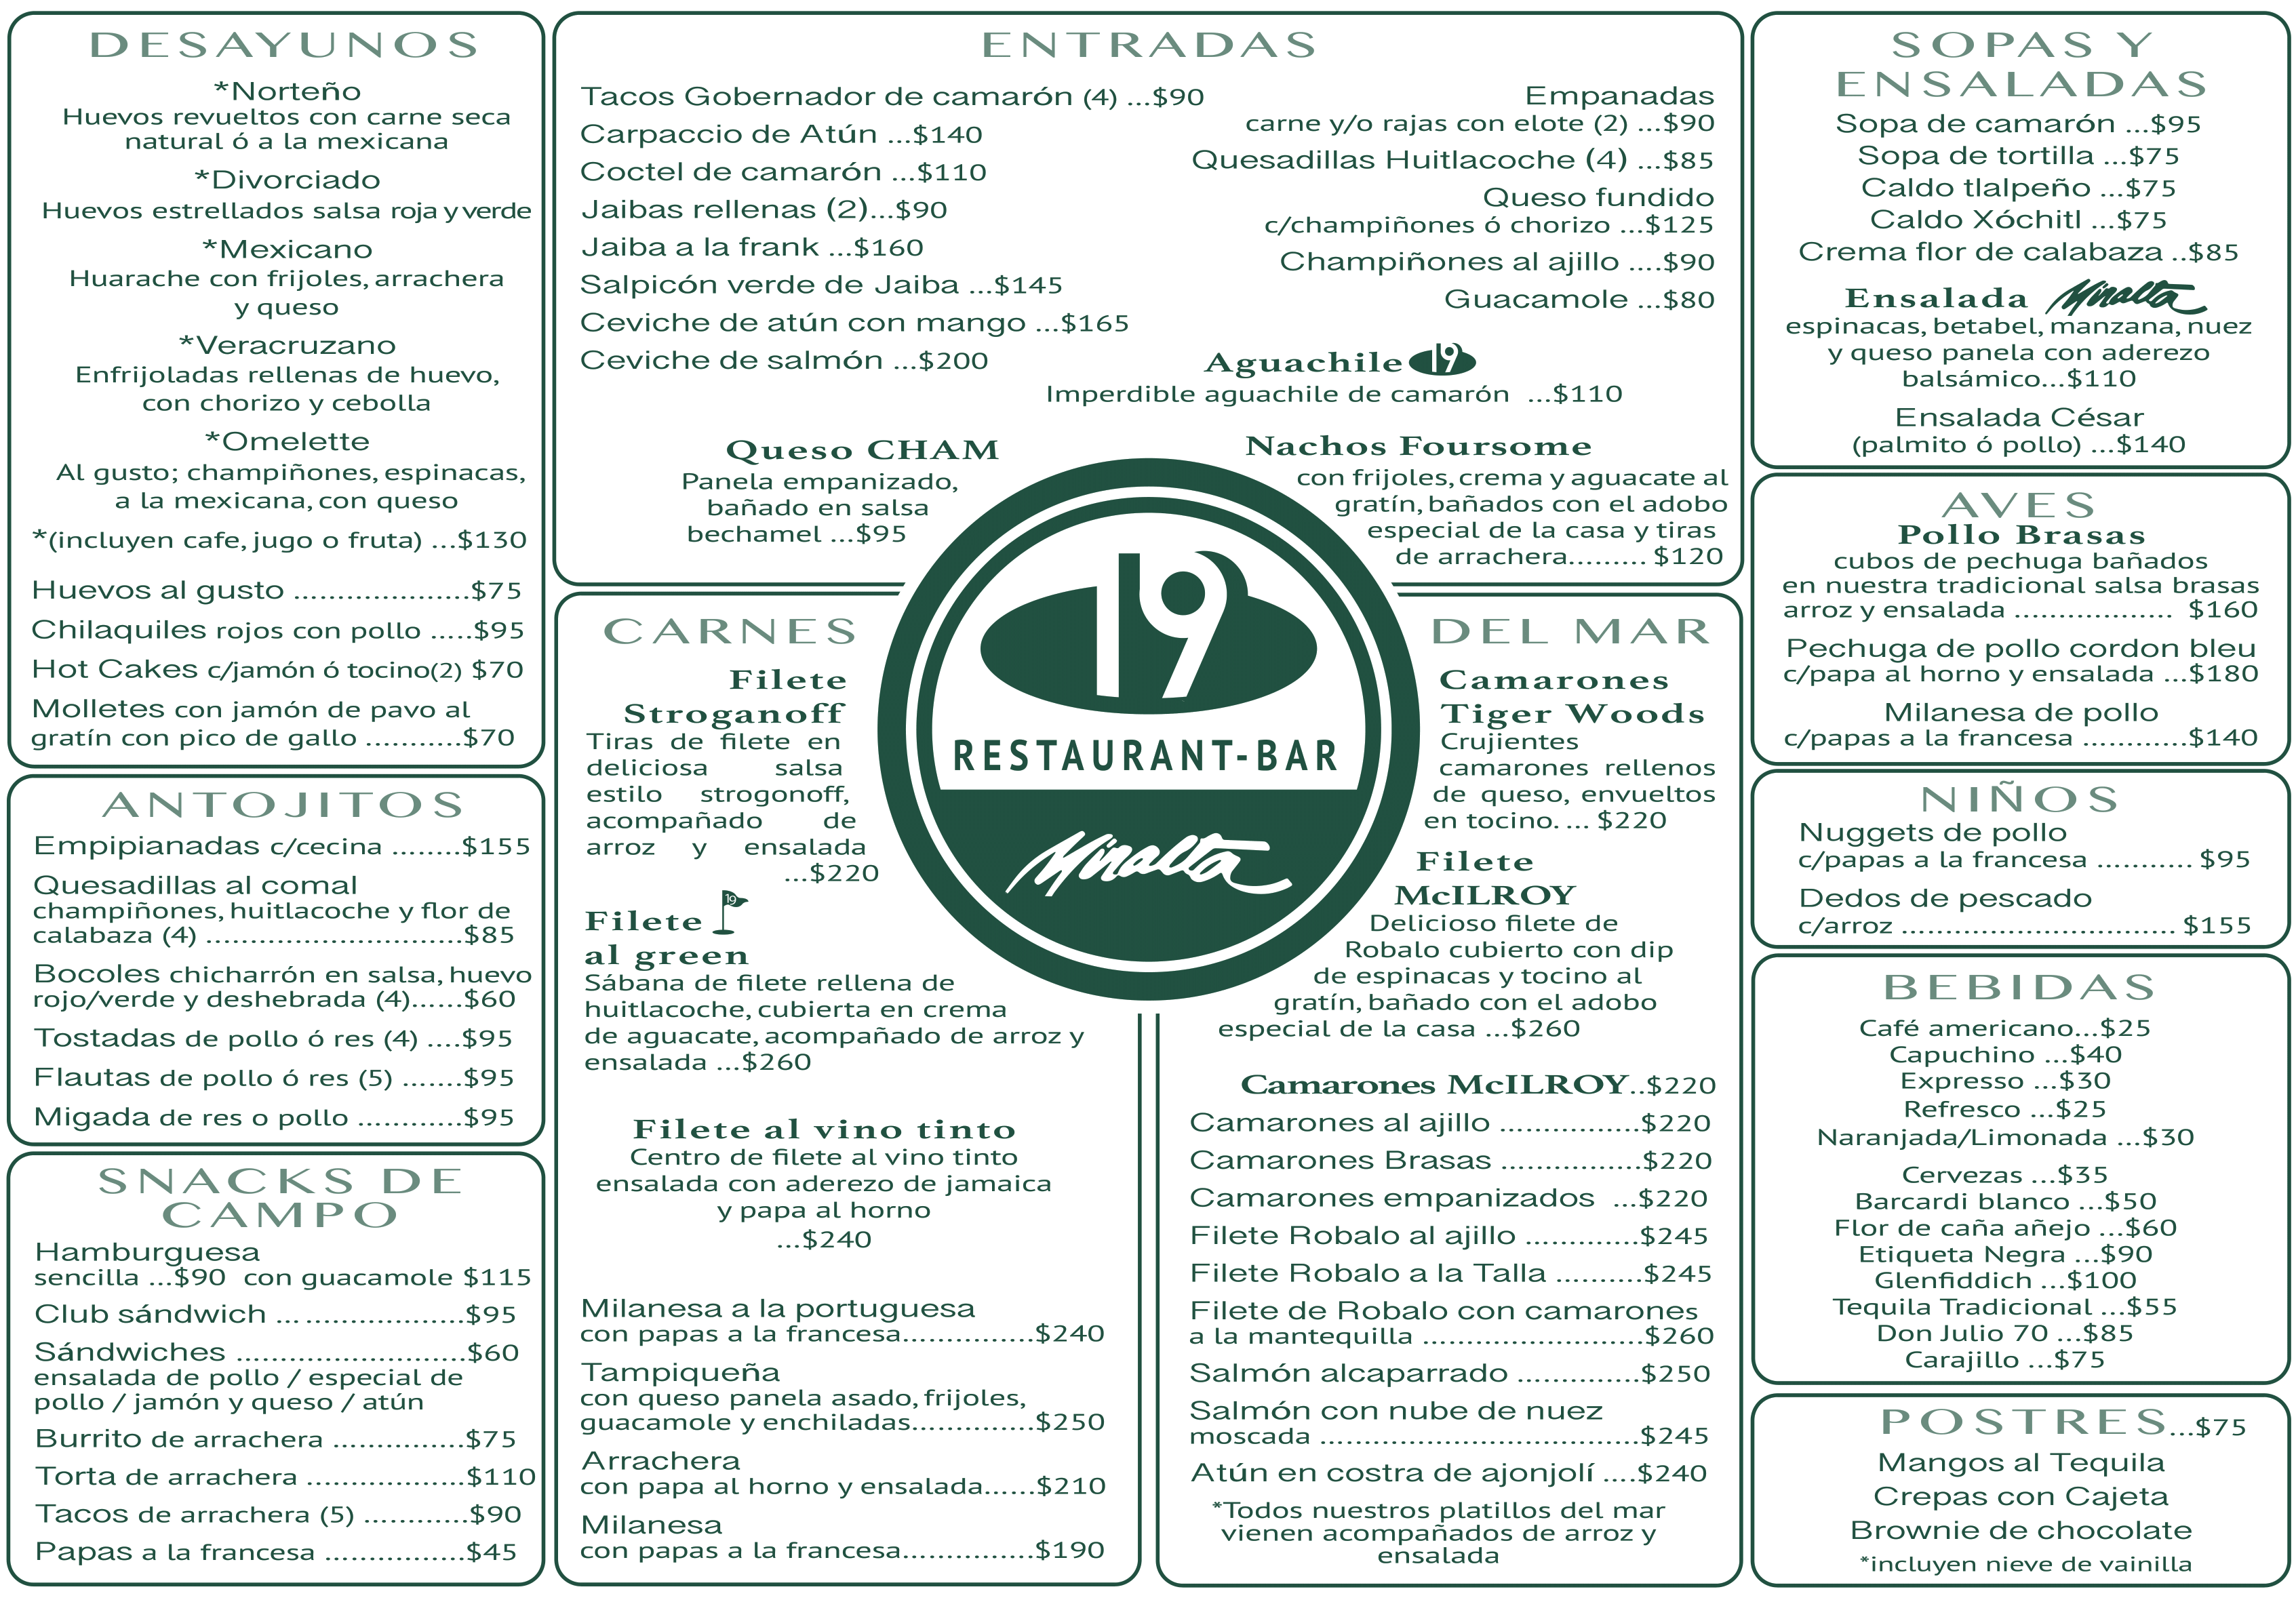 DESAYUNOS
*Norteño
Huevos revueltos con carne seca
natural ó a la mexicana
*Divorciado
Huevos estrellados salsa roja y verde
*Mexicano
Huarache con frijoles, arrachera
y queso
*Veracruzano
Enfrijoladas rellenas de huevo,
con chorizo y cebolla
*Omelette
Al gusto; champiñones, espinacas,
a la mexicana, con queso
*(incluyen cafe, jugo o fruta) ...$130
Huevos al gusto ....................$75
Chilaquiles rojos con pollo .....$95
Hot Cakes c/jamón ó tocino(2) $70
Molletes con jamón de pavo al
gratín con pico de gallo ...........$70
ANTOJITOS
Empipianadas c/cecina ........$155
Quesadillas al comal
champiñones, huitlacoche y flor de
calabaza (4) .............................$85
Bocoles chicharrón en salsa, huevo
rojo/verde y deshebrada (4)......$60
Tostadas de pollo ó res (4) ....$95
Flautas de pollo ó res (5) .......$95
Migada de res o pollo ............$95
SNACKS DE
CAMPO
Hamburguesa
sencilla ...$90 con guacamole $115
Club sándwich ... ..................$95
Sándwiches ..........................$60
ensalada de pollo / especial de
pollo / jamón y queso / atún
Burrito de arrachera ...............$75
Torta de arrachera ..................$110
Tacos de arrachera (5) ............$90
Papas a la francesa ................$45
ENTRADAS
Tacos Gobernador de camarón (4) ...$90
Carpaccio de Atún ...$140
Coctel de camarón ...$110
Jaibas rellenas (2)...$90
Jaiba a la frank ...$160
Salpicón verde de Jaiba ...$145
Ceviche de atún con mango ...$165
Ceviche de salmón ...$200
Empanadas
carne y/o rajas con elote (2) ...$90
Quesadillas Huitlacoche (4) ...$85
Queso fundido
c/champiñones ó chorizo ...$125
Champiñones al ajillo ....$90
Guacamole ...$80
Aguachile 19
Imperdible aguachile de camarón ...$110
Queso CHAM
Panela empanizado,
bañado en salsa
bechamel ...$95
Nachos Foursome
con frijoles, crema y aguacate al
gratín, bañados con el adobo
especial de la casa y tiras
de arrachera......... $120
19
RESTAURANT-BAR
Miralta
CARNES
Filete
Stroganoff
Tiras de filete en
deliciosa salsa
estilo strogonoff,
acompañado de
arroz y ensalada
...$220
Filete 19
al green
Sábana de filete rellena de
huitlacoche, cubierta en crema
de aguacate, acompañado de arroz y
ensalada ...$260
Filete al vino tinto
Centro de filete al vino tinto
ensalada con aderezo de jamaica
y papa al horno
...$240
Milanesa a la portuguesa
con papas a la francesa...............$240
Tampiqueña
con queso panela asado, frijoles,
guacamole y enchiladas..............$250
Arrachera
con papa al horno y ensalada......$210
Milanesa
con papas a la francesa...............$190
DEL MAR
Camarones
Tiger Woods
Crujientes
camarones rellenos
de queso, envueltos
en tocino. ... $220
Filete
McILROY
Delicioso filete de
Robalo cubierto con dip
de espinacas y tocino al
gratín, bañado con el adobo
especial de la casa ...$260
Camarones McILROY..$220
Camarones al ajillo ................$220
Camarones Brasas ................$220
Camarones empanizados ...$220
Filete Robalo al ajillo .............$245
Filete Robalo a la Talla ..........$245
Filete de Robalo con camarones
a la mantequilla .........................$260
Salmón alcaparrado ..............$250
Salmón con nube de nuez
moscada ....................................$245
Atún en costra de ajonjolí ....$240
*Todos nuestros platillos del mar
vienen acompañados de arroz y
ensalada
SOPAS Y
ENSALADAS
Sopa de camarón ...$95
Sopa de tortilla ...$75
Caldo tlalpeño ...$75
Caldo Xóchitl ...$75
Crema flor de calabaza ..$85
Ensalada Miralta
espinacas, betabel, manzana, nuez
y queso panela con aderezo
balsámico...$110
Ensalada César
(palmito ó pollo) ...$140
AVES
Pollo Brasas
cubos de pechuga bañados
en nuestra tradicional salsa brasas
arroz y ensalada .................. $160
Pechuga de pollo cordon bleu
c/papa al horno y ensalada ...$180
Milanesa de pollo
c/papas a la francesa ............$140
NIÑOS
Nuggets de pollo
c/papas a la francesa ........... $95
Dedos de pescado
c/arroz ............................... $155
BEBIDAS
Café americano...$25
Capuchino ...$40
Expresso ...$30
Refresco ...$25
Naranjada/Limonada ...$30
Cervezas ...$35
Barcardi blanco ...$50
Flor de caña añejo ...$60
Etiqueta Negra ...$90
Glenfiddich ...$100
Tequila Tradicional ...$55
Don Julio 70 ...$85
Carajillo ...$75
POSTRES...$75
Mangos al Tequila
Crepas con Cajeta
Brownie de chocolate
*incluyen nieve de vainilla